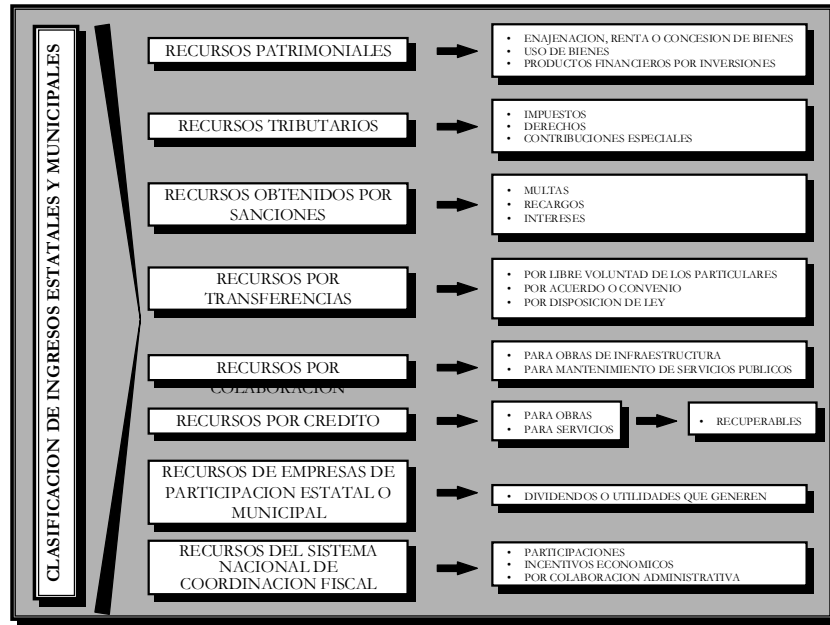 CLASIFICACION DE INGRESOS ESTATALES Y MUNICIPALES
RECURSOS PATRIMONIALES
• ENAJENACION, RENTA O CONCESION DE BIENES
• USO DE BIENES
• PRODUCTOS FINANCIEROS POR INVERSIONES
RECURSOS TRIBUTARIOS
• IMPUESTOS
• DERECHOS
• CONTRIBUCIONES ESPECIALES
RECURSOS OBTENIDOS POR
SANCIONES
• MULTAS
• RECARGOS
• INTERESES
RECURSOS POR
TRANSFERENCIAS
• POR LIBRE VOLUNTAD DE LOS PARTICULARES
• POR ACUERDO O CONVENIO
• POR DISPOSICION DE LEY
RECURSOS POR
COLABORACION
• PARA OBRAS DE INFRAESTRUCTURA
• PARA MANTENIMIENTO DE SERVICIOS PUBLICOS
RECURSOS POR CREDITO
• PARA OBRAS
• PARA SERVICIOS
• RECUPERABLES
RECURSOS DE EMPRESAS DE
PARTICIPACION ESTATAL O
MUNICIPAL
• DIVIDENDOS O UTILIDADES QUE GENEREN
RECURSOS DEL SISTEMA
NACIONAL DE
COORDINACION FISCAL
• PARTICIPACIONES
• INCENTIVOS ECONOMICOS
• POR COLABORACION ADMINISTRATIVA